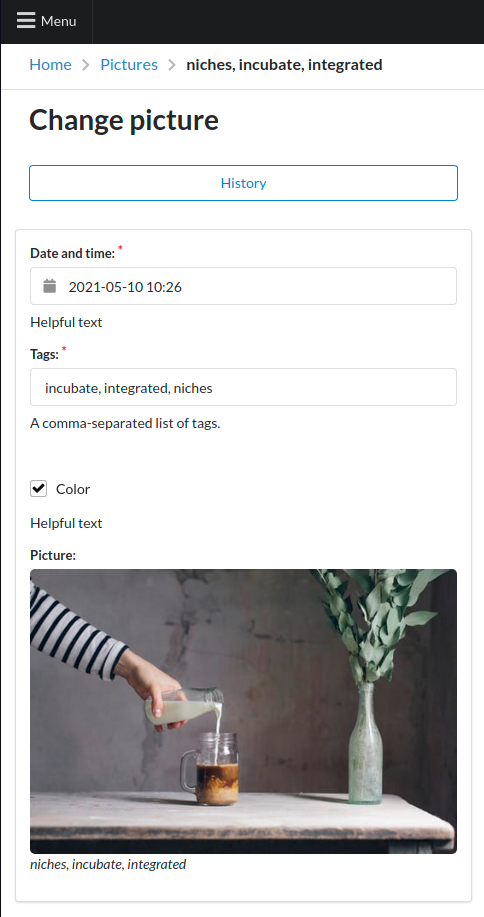 Menu
Home > Pictures > niches, incubate, integrated
Change picture
History
Date and time: *
2021-05-10 10:26
Helpful text
Tags: *
incubate, integrated, niches
A comma-separated list of tags.
Color
Helpful text
Picture:
niches, incubate, integrated